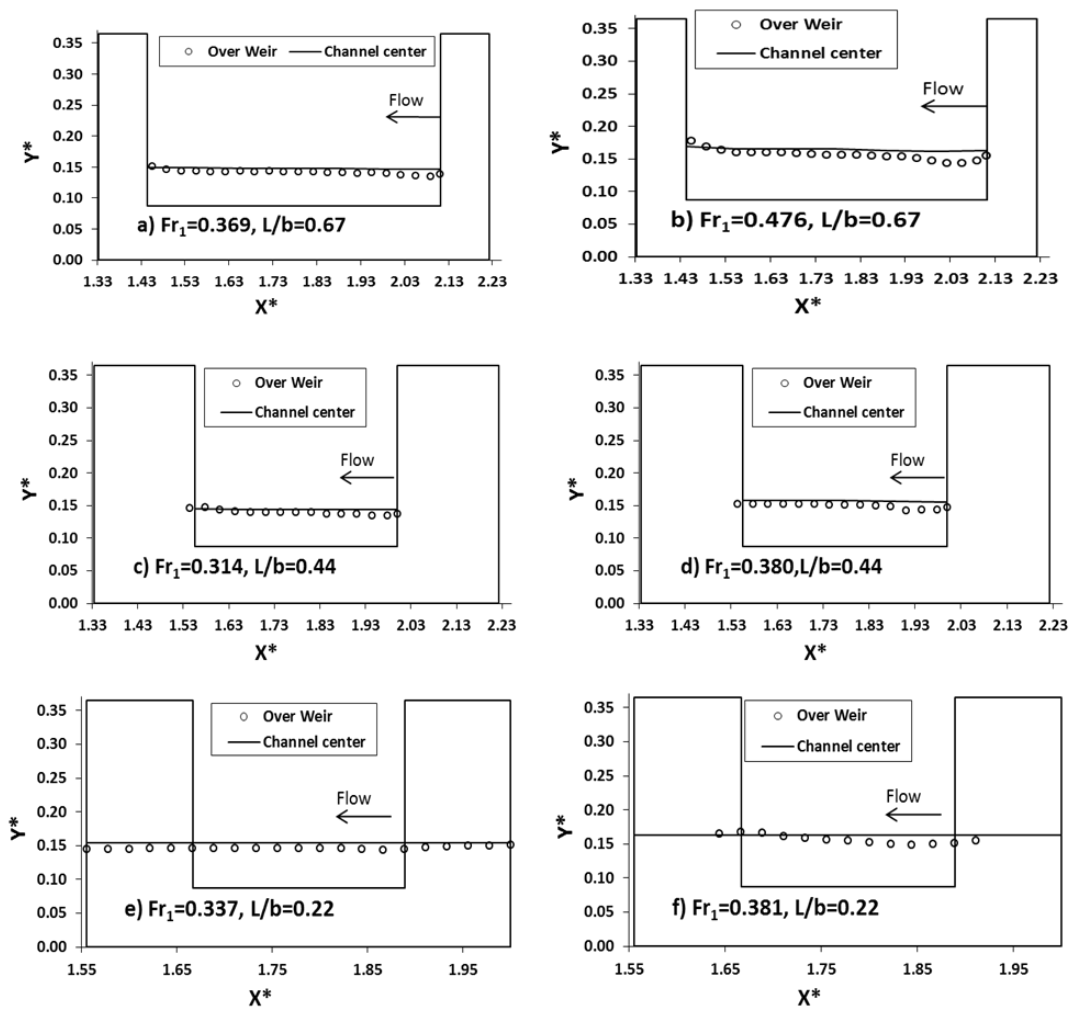 0.35
0.30
0.25
0.20
0.15
0.10
0.05
0.00
Y*
Over Weir
Channel center
Flow
a) Fr₁=0.369, L/b=0.67
1.33 1.43 1.53 1.63 1.73 1.83 1.93 2.03 2.13 2.23
X*
0.35
0.30
0.25
0.20
0.15
0.10
0.05
0.00
Y*
Over Weir
Channel center
Flow
b) Fr₁=0.476, L/b=0.67
1.33 1.43 1.53 1.63 1.73 1.83 1.93 2.03 2.13 2.23
X*
0.35
0.30
0.25
0.20
0.15
0.10
0.05
0.00
Y*
Over Weir
Channel center
Flow
c) Fr₁=0.314, L/b=0.44
1.33 1.43 1.53 1.63 1.73 1.83 1.93 2.03 2.13 2.23
X*
0.35
0.30
0.25
0.20
0.15
0.10
0.05
0.00
Y*
Over Weir
Channel center
Flow
d) Fr₁=0.380,L/b=0.44
1.33 1.43 1.53 1.63 1.73 1.83 1.93 2.03 2.13 2.23
X*
0.35
0.30
0.25
0.20
0.15
0.10
0.05
0.00
Y*
Over Weir
Channel center
Flow
e) Fr₁=0.337, L/b=0.22
1.55 1.65 1.75 1.85 1.95
X*
0.35
0.30
0.25
0.20
0.15
0.10
0.05
0.00
Y*
Over Weir
Channel center
Flow
f) Fr₁=0.381, L/b=0.22
1.55 1.65 1.75 1.85 1.95
X*